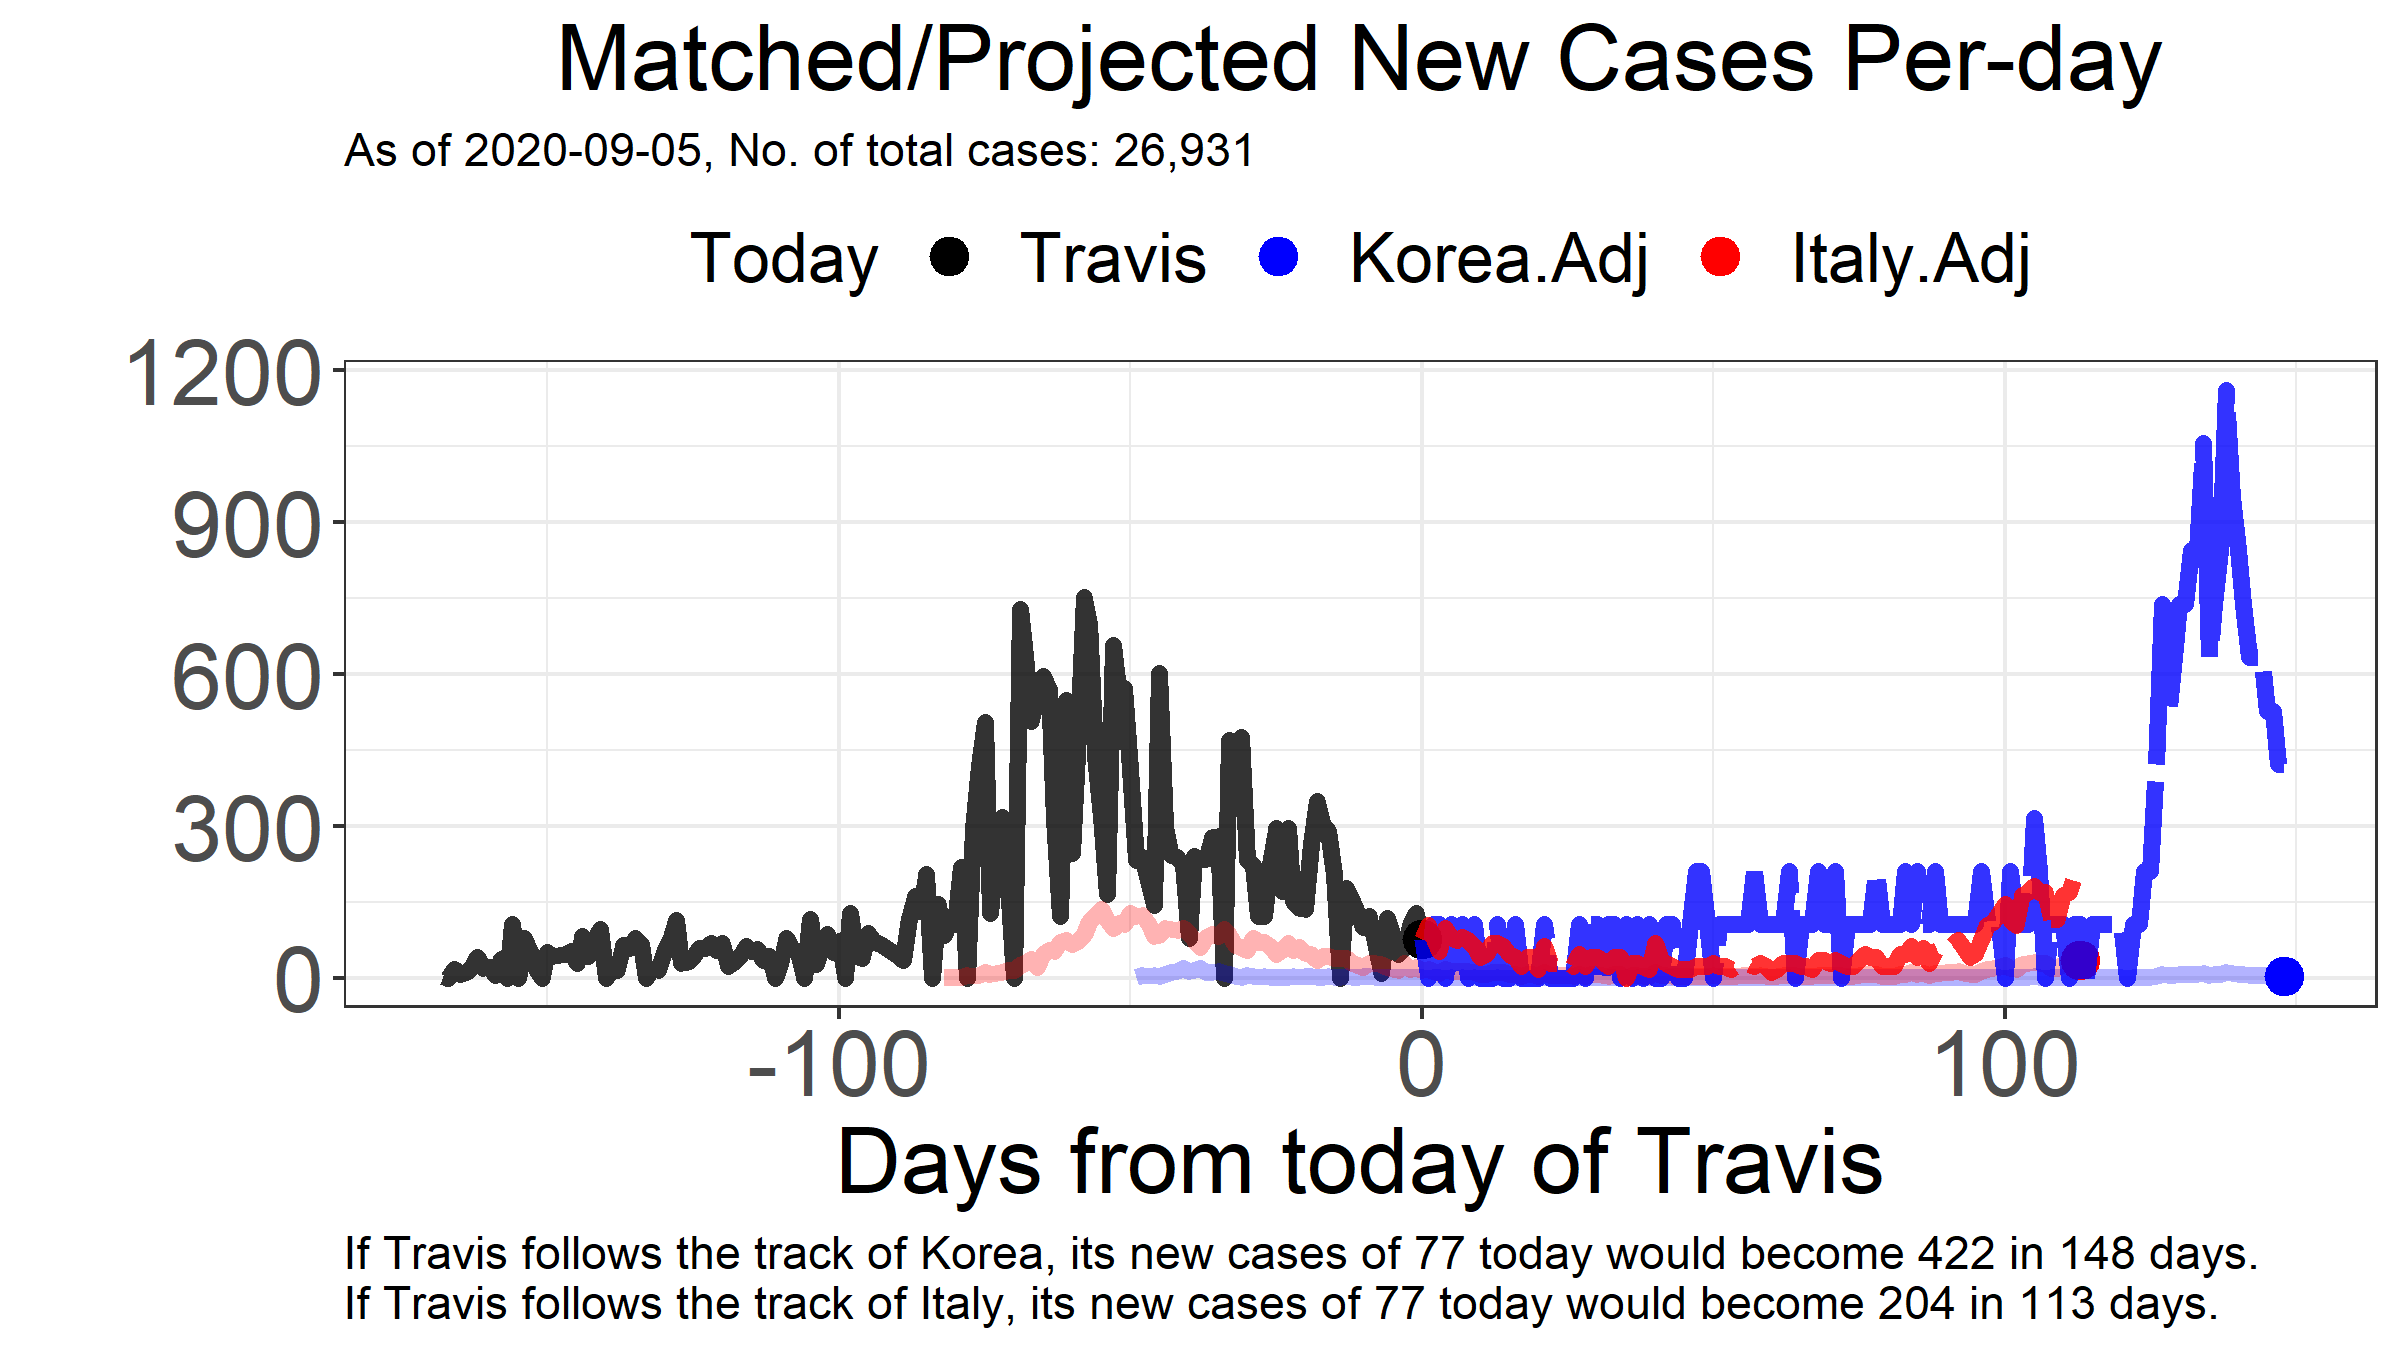 Matched/Projected New Cases Per-day
As of 2020-09-05, No. of total cases: 26,931
Today Travis Korea.Adj Italy.Adj
1200
900
600
300
0
-100 0 100
Days from today of Travis
If Travis follows the track of Korea, its new cases of 77 today would become 422 in 148 days.
If Travis follows the track of Italy, its new cases of 77 today would become 204 in 113 days.